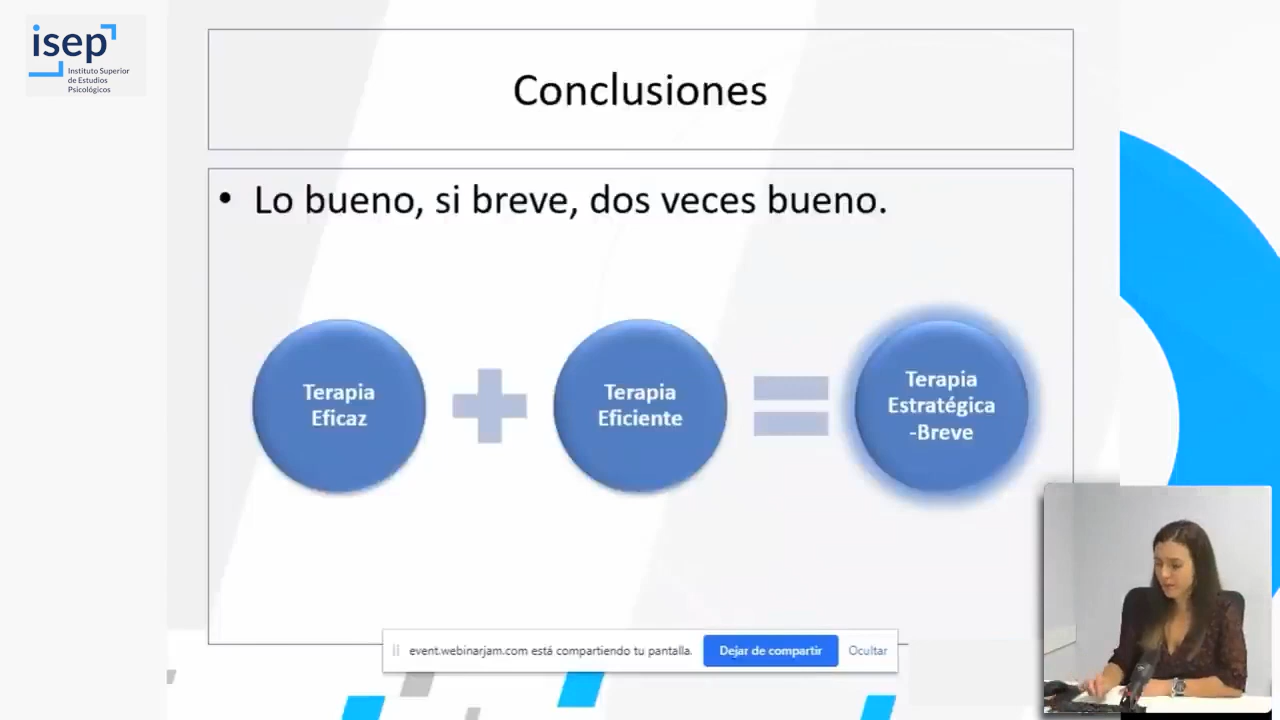 isep
Instituto Superior
de Estudios
Psicológicos
Conclusiones
• Lo bueno, si breve, dos veces bueno.
Terapia
Eficaz
Terapia
Eficiente
Terapia
Estratégica
-Breve
event.webinarjam.com está compartiendo tu pantalla.
Dejar de compartir
Ocultar